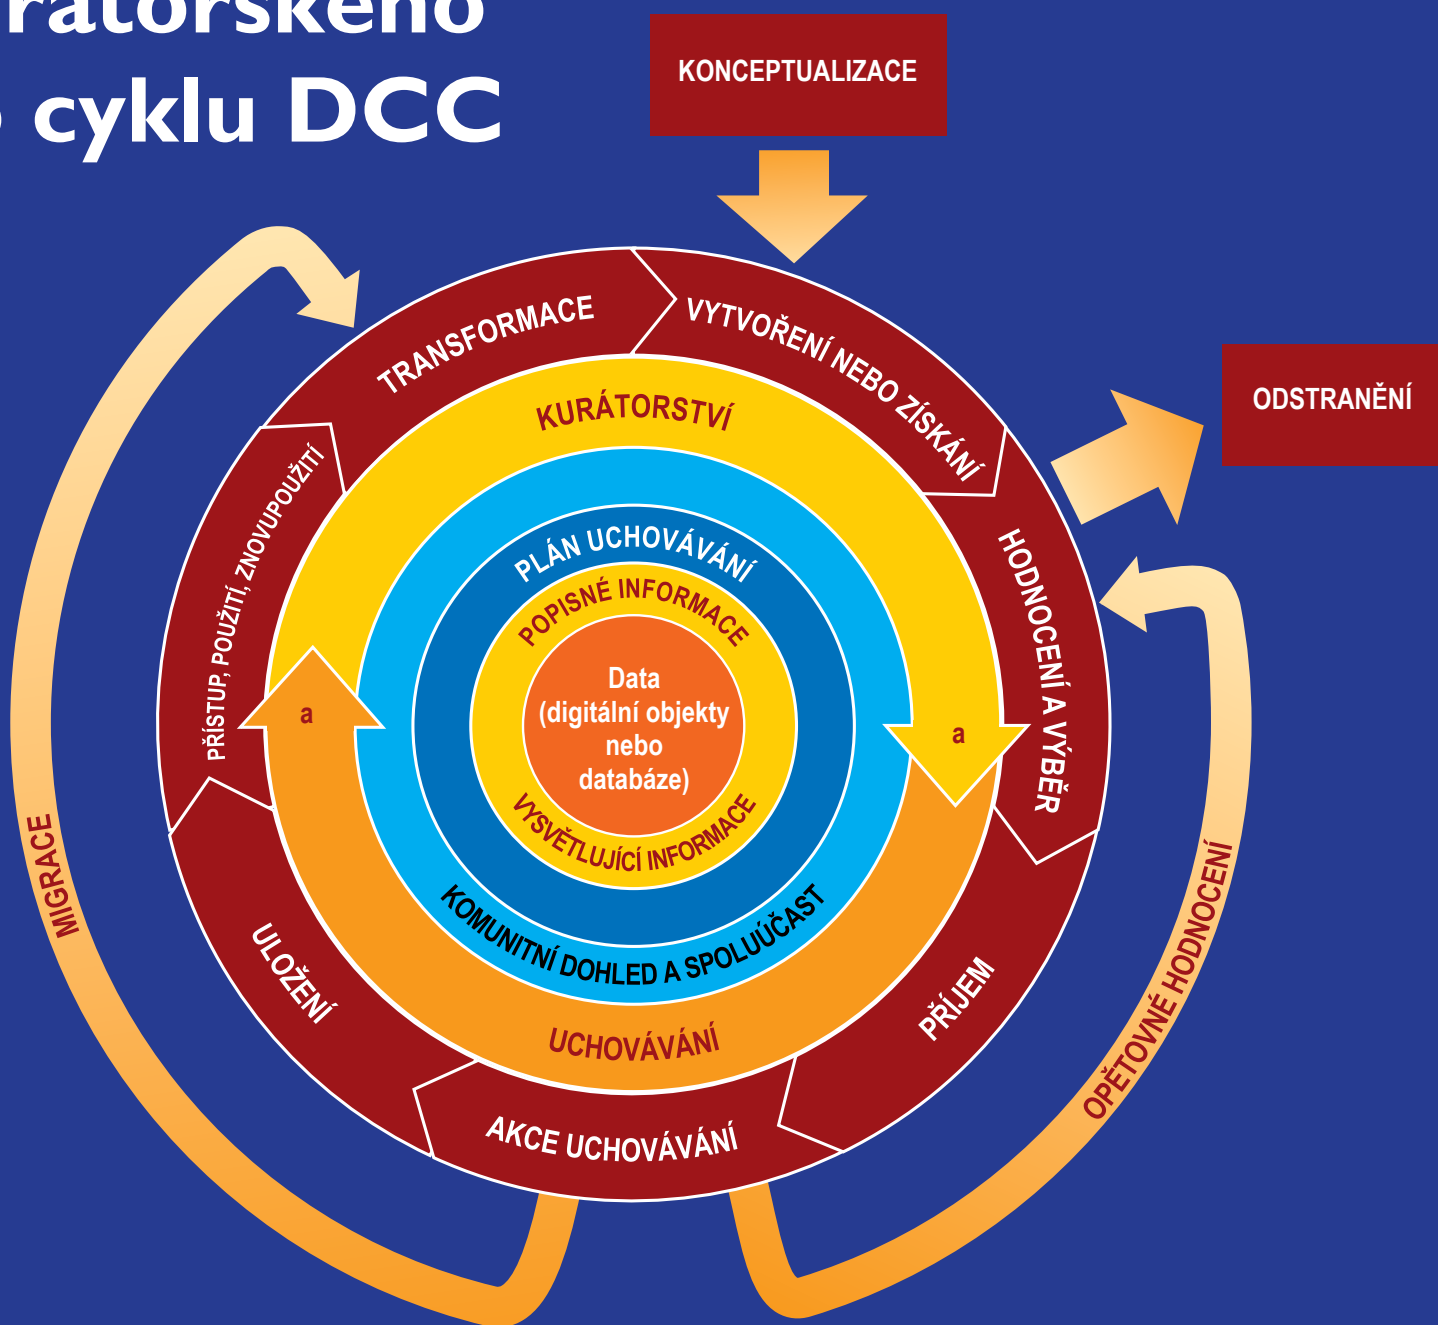 rátorského
cyklu DCC
KONCEPTUALIZACE
ODSTRANĚNÍ
TRANSFORMACE
VYTVOŘENÍ NEBO ZÍSKÁNÍ
HODNOCENÍ A VÝBĚR
PŘÍJEM
AKCE UCHOVÁVÁNÍ
ULOŽENÍ
PŘÍSTUP, POUŽITÍ, ZNOVUPOUŽITÍ
KURÁTORSTVÍ
a
UCHOVÁVÁNÍ
a
PLÁN UCHOVÁVÁNÍ
KOMUNITNÍ DOHLED A SPOLUÚČAST
POPISNÉ INFORMACE
VYSVĚTLUJÍCÍ INFORMACE
Data
(digitální objekty
nebo
databáze)
MIGRACE
OPĚTOVNÉ HODNOCENÍ